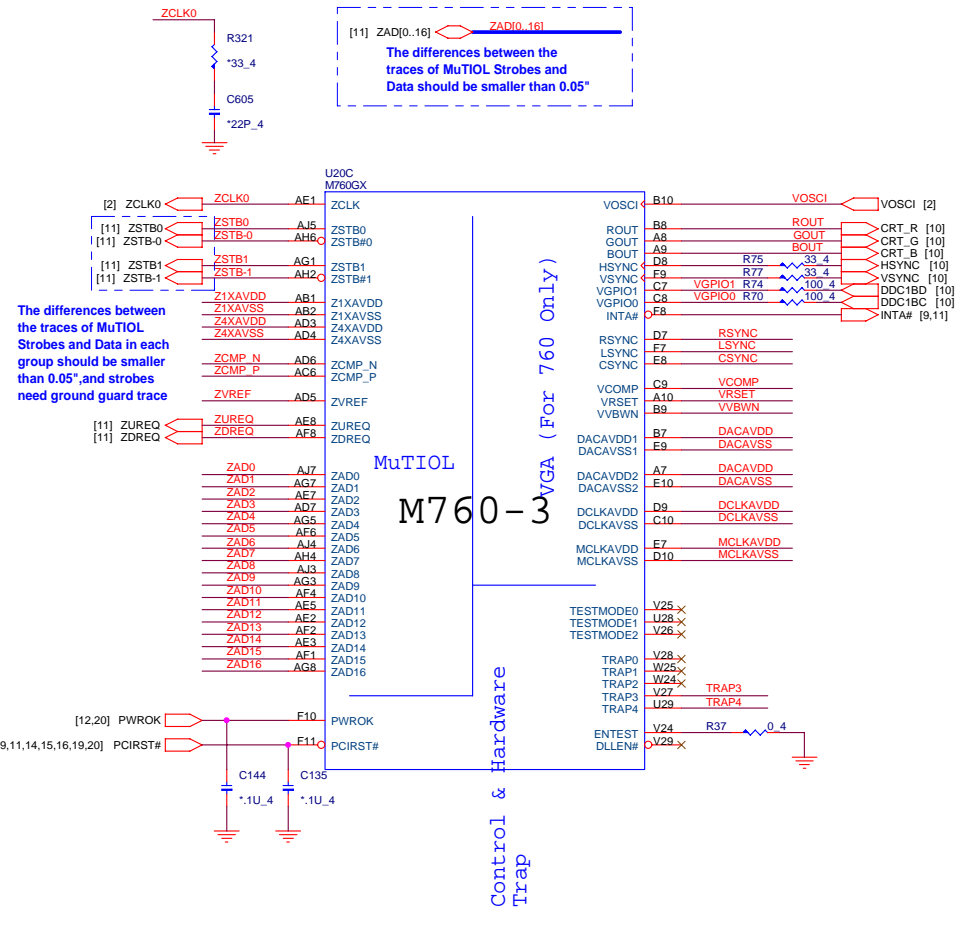 ZCLK0
R321
*33_4
C605
*22P_4
[11] ZAD[0..16] ZAD[0..16]
The differences between the
traces of MuTIOL Strobes and
Data should be smaller than 0.05"
U20C
M760GX
[2] ZCLK0 ZCLK0 AE1 ZCLK
[11] ZSTB0 ZSTB0 AJ5 ZSTB0
[11] ZSTB-0 ZSTB-0 AH6 ZSTB#0
[11] ZSTB1 ZSTB1 AG1 ZSTB1
[11] ZSTB-1 ZSTB-1 AH2 ZSTB#1
Z1XAVDD AB1 Z1XAVDD
Z1XAVSS AB2 Z1XAVSS
Z4XAVDD AD3 Z4XAVDD
Z4XAVSS AD4 Z4XAVSS
The differences between
the traces of MuTIOL
Strobes and Data in each
group should be smaller
than 0.05",and strobes
need ground guard trace
ZCMP_N AD6 ZCMP_N
ZCMP_P AC6 ZCMP_P
ZVREF AD5 ZVREF
[11] ZUREQ ZUREQ AE8 ZUREQ
[11] ZDREQ ZDREQ AF8 ZDREQ
ZAD0 AJ7 ZAD0
ZAD1 AG7 ZAD1
ZAD2 AE7 ZAD2
ZAD3 AD7 ZAD3
ZAD4 AG5 ZAD4
ZAD5 AF6 ZAD5
ZAD6 AJ4 ZAD6
ZAD7 AH4 ZAD7
ZAD8 AJ3 ZAD8
ZAD9 AG3 ZAD9
ZAD10 AF4 ZAD10
ZAD11 AE5 ZAD11
ZAD12 AE2 ZAD12
ZAD13 AF2 ZAD13
ZAD14 AE3 ZAD14
ZAD15 AF1 ZAD15
ZAD16 AG8 ZAD16
[12,20] PWROK F10 PWROK
9,11,14,15,16,19,20] PCIRST# F11 PCIRST#
C144
*.1U_4
C135
*.1U_4
MuTIOL
M760-3
VGA (For 760 Only)
Control & Hardware
Trap
VOSCI B10 VOSCI VOSCI [2]
ROUT B8 ROUT CRT_R [10]
GOUT A8 GOUT CRT_G [10]
BOUT A9 BOUT CRT_B [10]
HSYNC D8 R75 33_4 HSYNC [10]
VSYNC F9 R77 33_4 VSYNC [10]
VGPIO1 C7 VGPIO1 R74 100_4 DDC1BD [10]
VGPIO0 C8 VGPIO0 R70 100_4 DDC1BC [10]
INTA# F8 INTA# [9,11]
RSYNC D7 RSYNC
LSYNC F7 LSYNC
CSYNC E8 CSYNC
VCOMP C9 VCOMP
VRSET A10 VRSET
VVBWN B9 VVBWN
DACAVDD1 B7 DACAVDD
DACAVSS1 E9 DACAVSS
DACAVDD2 A7 DACAVDD
DACAVSS2 E10 DACAVSS
DCLKAVDD D9 DCLKAVDD
DCLKAVSS C10 DCLKAVSS
MCLKAVDD E7 MCLKAVDD
MCLKAVSS D10 MCLKAVSS
TESTMODE0 V25
TESTMODE1 U28
TESTMODE2 V26
TRAP0 V28
TRAP1 W25
TRAP2 W24
TRAP3 V27 TRAP3
TRAP4 U29 TRAP4
ENTEST V24 R37 0_4
DLLEN# V29